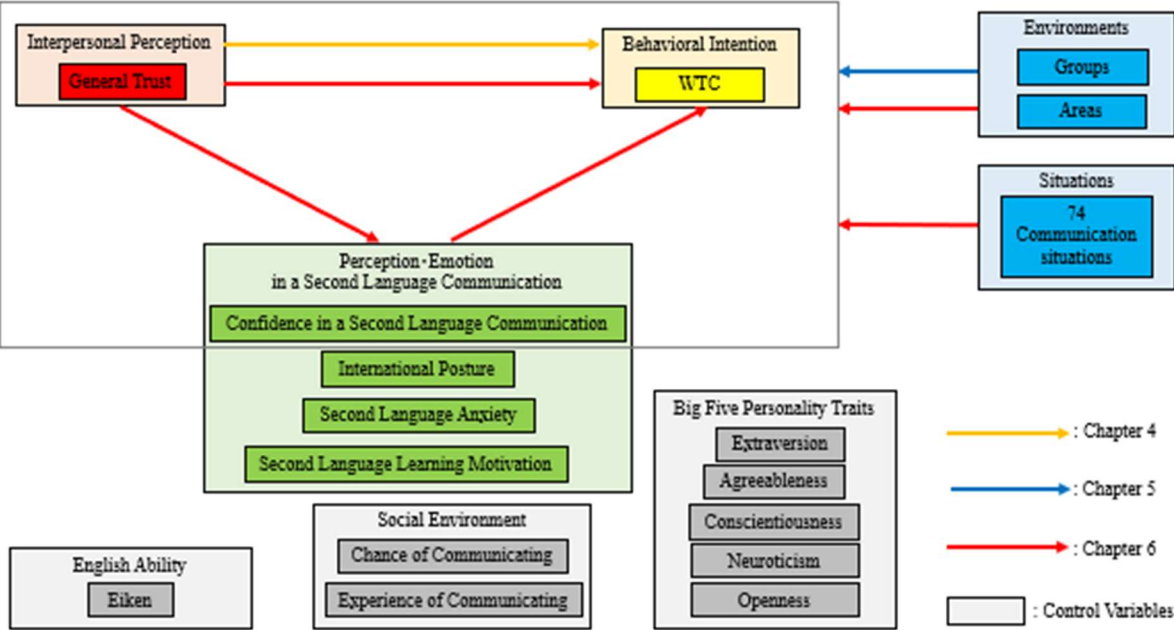 Interpersonal Perception
General Trust
Behavioral Intention
WTC
Environments
Groups
Areas
Situations
74
Communication
situations
Perception-Emotion
in a Second Language Communication
Confidence in a Second Language Communication
International Posture
Second Language Anxiety
Second Language Learning Motivation
Big Five Personality Traits
Extraversion
Agreeableness
Conscientiousness
Neuroticism
Openness
Social Environment
Chance of Communicating
Experience of Communicating
English Ability
Eiken
: Chapter 4
: Chapter 5
: Chapter 6
: Control Variables